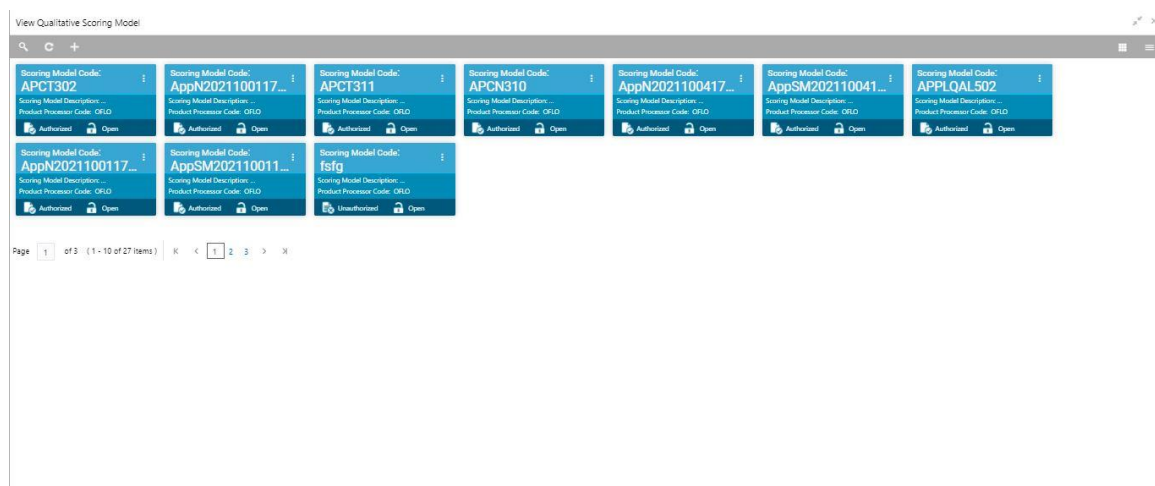 View Qualitative Scoring Model
Scoring Model Code:
APCT302
Scoring Model Description: ...
Product Processor Code: OFLO
Authorized Open
Scoring Model Code:
AppN2021100117...
Scoring Model Description: ...
Product Processor Code: OFLO
Authorized Open
Scoring Model Code:
APCT311
Scoring Model Description: ...
Product Processor Code: OFLO
Authorized Open
Scoring Model Code:
APCN310
Scoring Model Description: ...
Product Processor Code: OFLO
Authorized Open
Scoring Model Code:
AppN2021100417...
Scoring Model Description: ...
Product Processor Code: OFLO
Authorized Open
Scoring Model Code:
AppSM202110041...
Scoring Model Description: ...
Product Processor Code: OFLO
Authorized Open
Scoring Model Code:
APPLQAL502
Scoring Model Description: ...
Product Processor Code: OFLO
Authorized Open
Scoring Model Code:
AppN2021100117...
Scoring Model Description: ...
Product Processor Code: OFLO
Authorized Open
Scoring Model Code:
AppSM202110011...
Scoring Model Description: ...
Product Processor Code: OFLO
Authorized Open
Scoring Model Code:
fsfg
Scoring Model Description: ...
Product Processor Code: OFLO
Unauthorized Open
Page 1 of 3 (1 - 10 of 27 items) 1 2 3